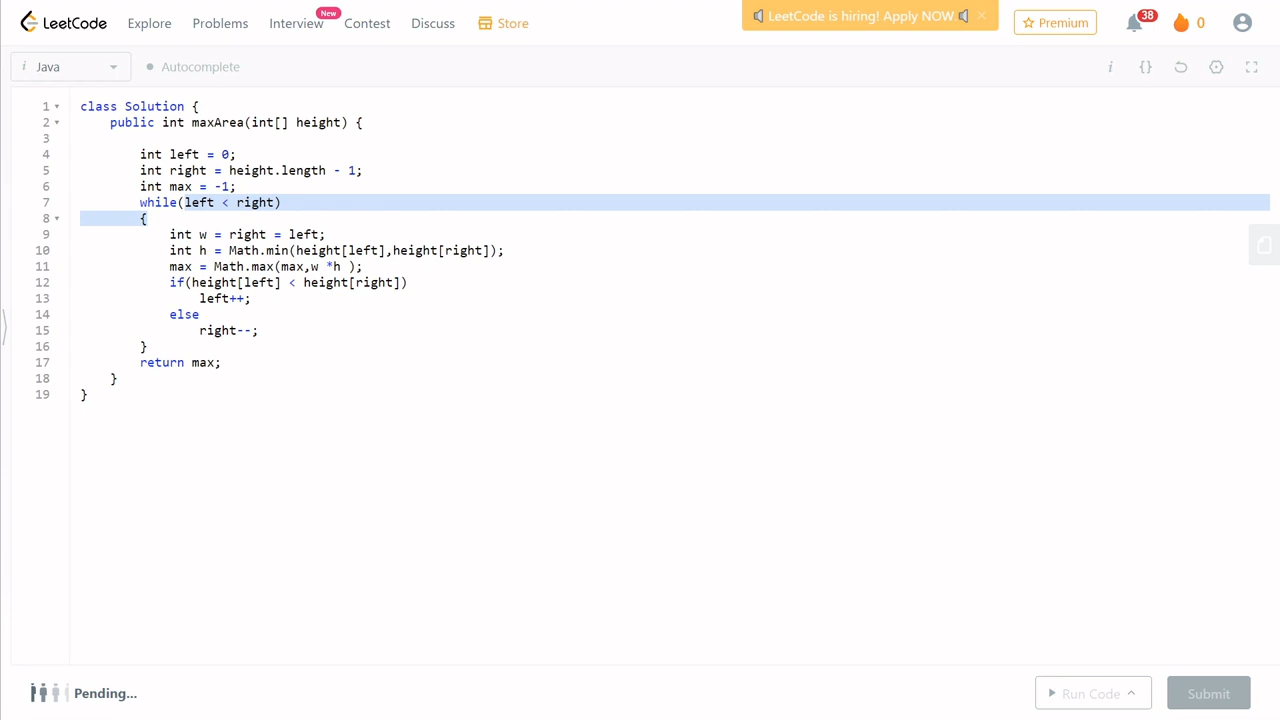 LeetCode Explore Problems Interview New Contest Discuss Store LeetCode is hiring! Apply NOW. × Premium 38 0
i Java Autocomplete i {}
1 class Solution {
2 public int maxArea(int[] height) {
3
4 int left = 0;
5 int right = height.length - 1;
6 int max = -1;
7 while(left < right)
8 {
9 int w = right = left;
10 int h = Math.min(height[left],height[right]);
11 max = Math.max(max,w *h );
12 if(height[left] < height[right])
13 left++;
14 else
15 right--;
16 }
17 return max;
18 }
19 }
Pending... Run Code Submit